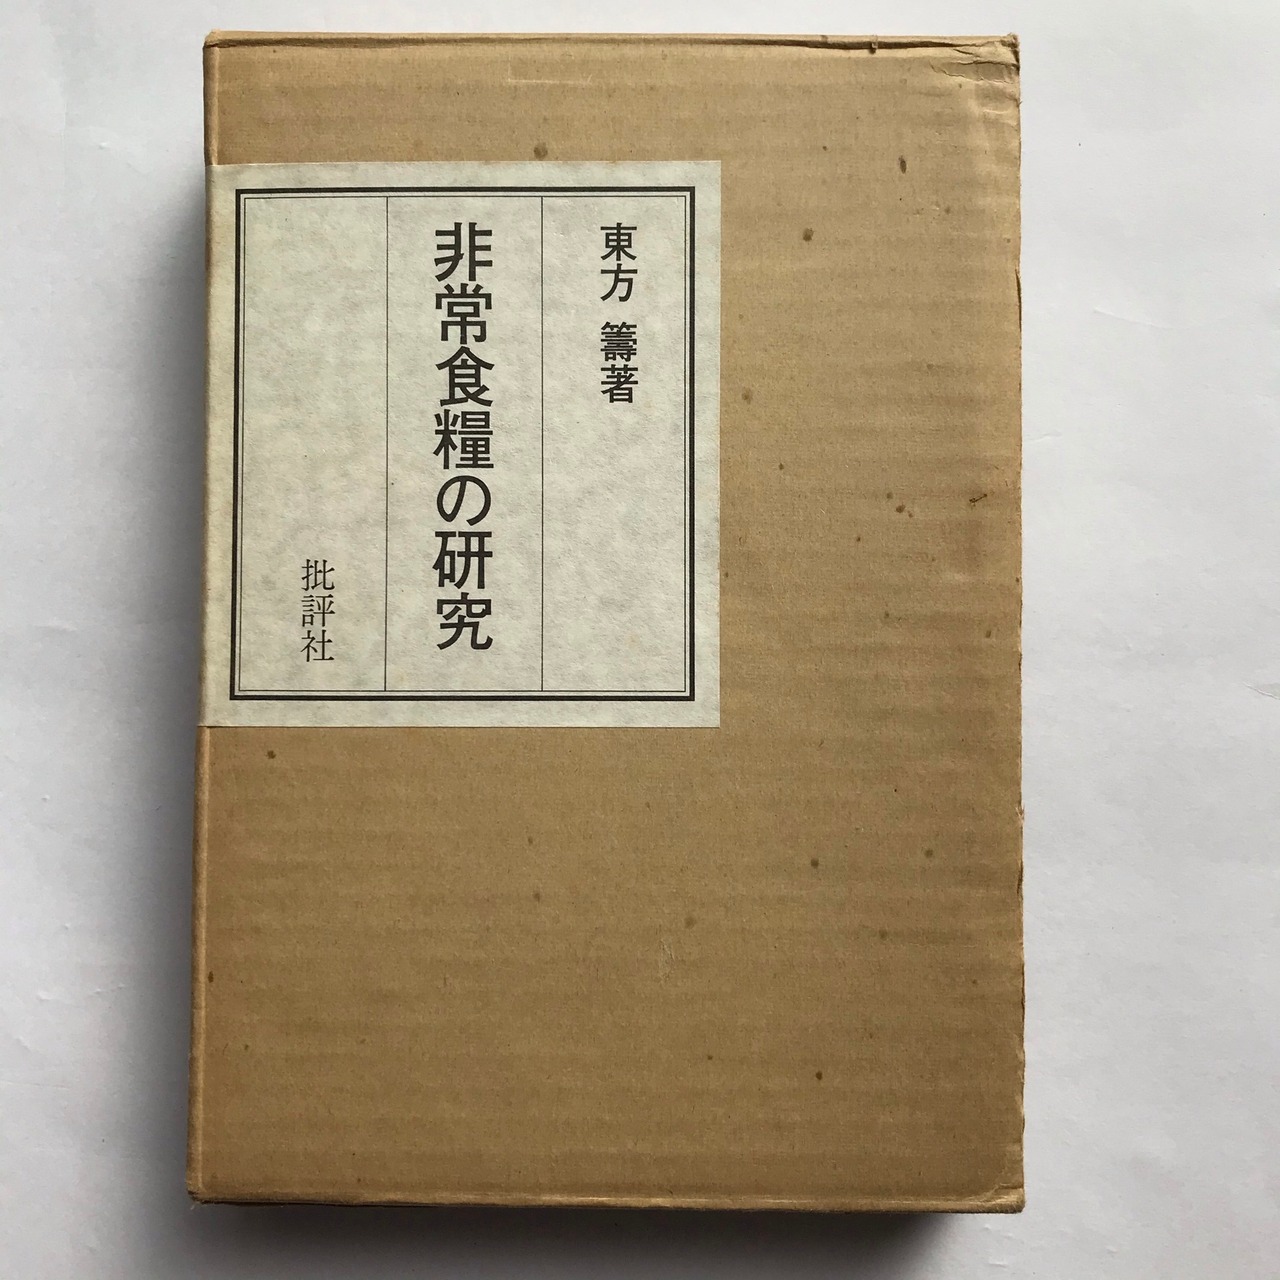 東方 籌著
非常食糧の研究
批評社